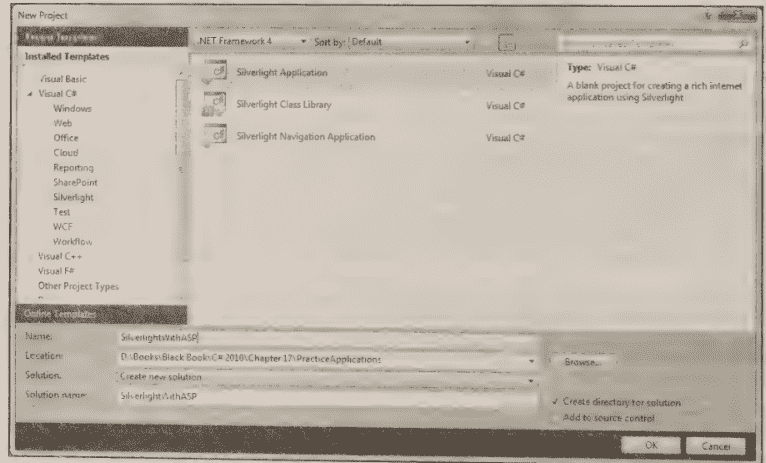 New Project
.NET Framework 4 Sort by: Default
Installed Templates
Visual Basic
Visual C#
Windows
Web
Office
Cloud
Reporting
SharePoint
Silverlight
Test
WCF
Workflow
Visual C++
Visual F#
Other Project Types
Online Templates
Silverlight Application Visual C#
Silverlight Class Library Visual C#
Silverlight Navigation Application Visual C#
Type: Visual C#
A blank project for creating a rich internet
application using Silverlight
Name: SilverlightWithASP
Location: D:\Books\Black Book\C# 2010\Chapter 17\PracticeApplications
Browse...
Solution: Create new solution
Solution name: SilverlightWithASP
Create directory for solution
Add to source control
OK Cancel